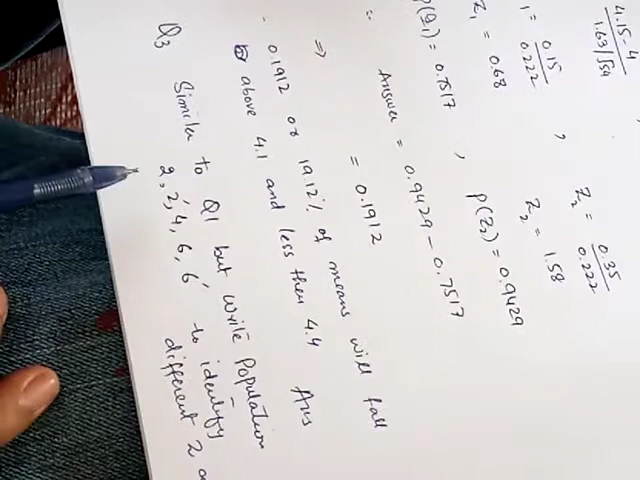 4.15-4
1.63/√54
1 = 0.15
0.222
, Z₂ = 0.35
0.222
Z₁ = 0.68
Z₂ = 1.58
P(Z₁) = 0.7517 , P(Z₂) = 0.9429
∴ Answer = 0.9429 - 0.7517
= 0.1912
⇒ 0.1912 or 19.12% of means will fall
above 4.1 and less then 4.4 Ans
Q3 Similar to Q1 but write Population
2, 2', 4, 6, 6' to identify
different 2